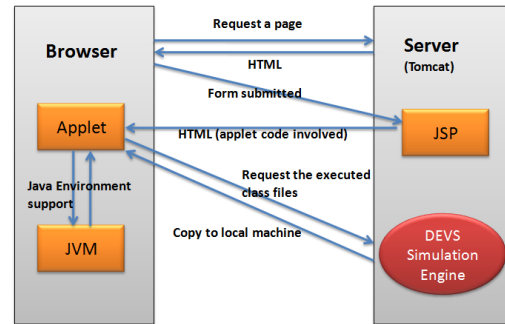 Request a page
Browser
Server
(Tomcat)
HTML
Form submitted
Applet
JSP
HTML (applet code involved)
Request the executed
class files
Java Environment
support
Copy to local machine
JVM
DEVS
Simulation
Engine